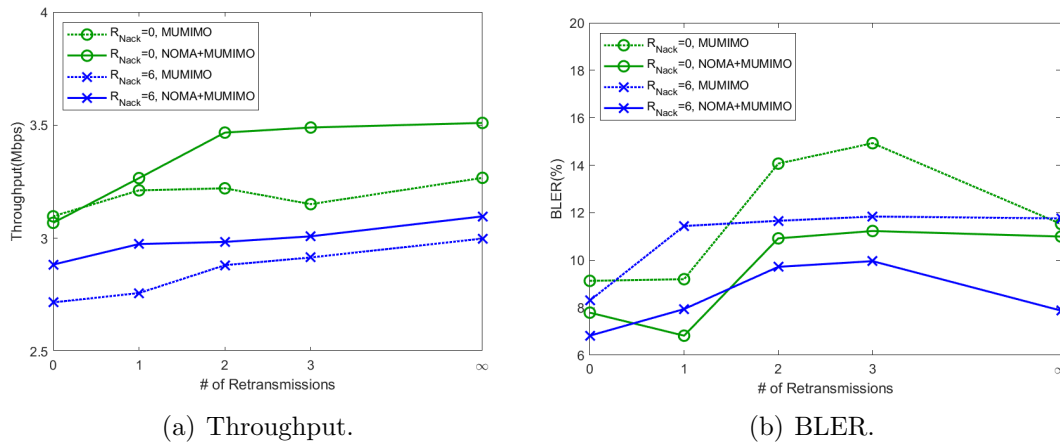 4
3.5
3
2.5
Throughput(Mbps)
R_Nack=0, MUMIMO
R_Nack=0, NOMA+MUMIMO
R_Nack=6, MUMIMO
R_Nack=6, NOMA+MUMIMO
0 1 2 3 ∞
# of Retransmissions
(a) Throughput.
20
18
16
14
12
10
8
6
BLER(%)
R_Nack=0, MUMIMO
R_Nack=0, NOMA+MUMIMO
R_Nack=6, MUMIMO
R_Nack=6, NOMA+MUMIMO
0 1 2 3 ∞
# of Retransmissions
(b) BLER.